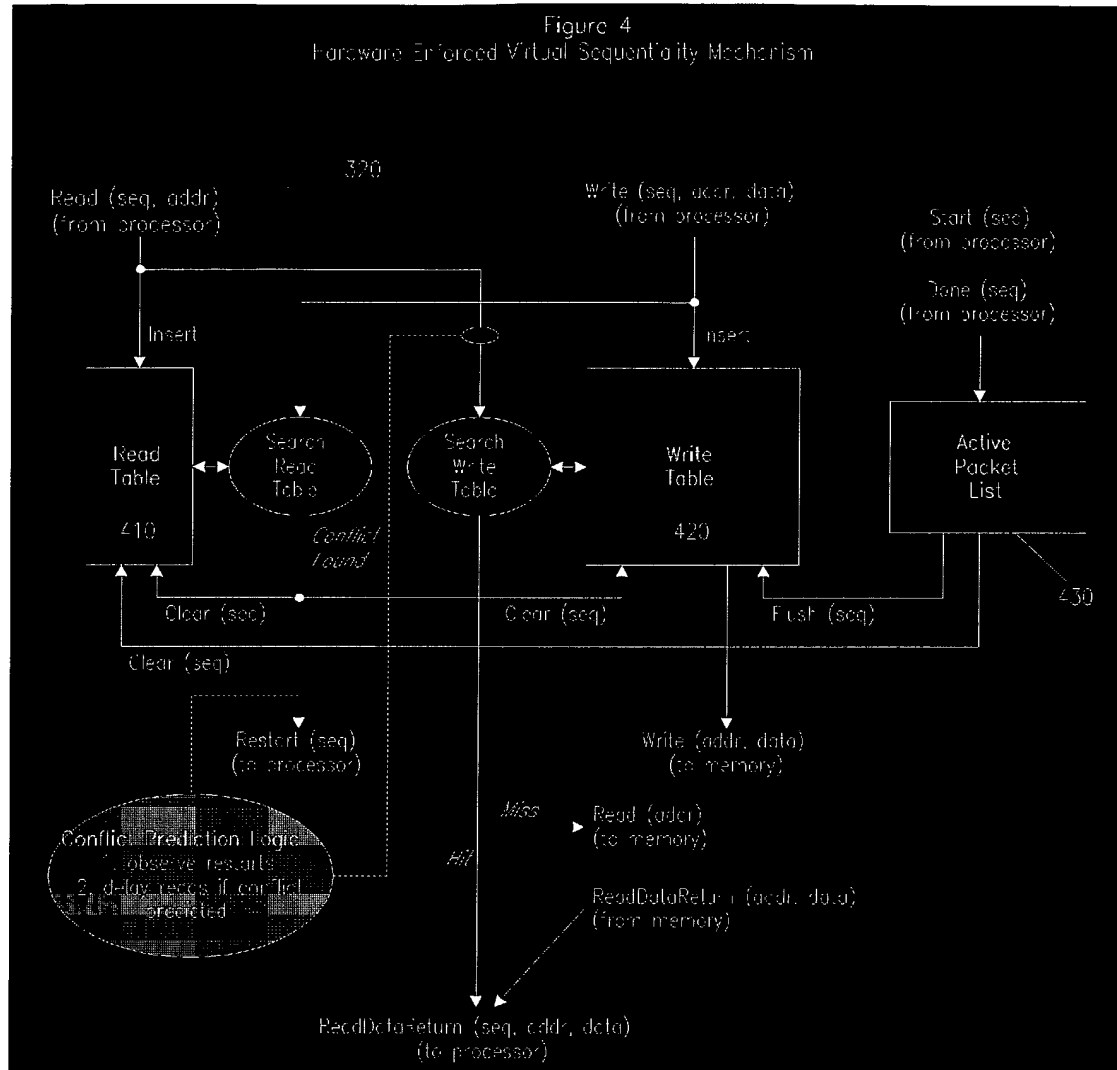 Figure 4
Hardware Enforced Virtual Sequentiality Mechanism
390
Read (seq, addr)
(from processor)
Write (seq, addr, data)
(from processor)
Start (seq)
(from processor)
Done (seq)
(from processor)
Insert
Insert
Read
Table
410
Search
Read
Table
Search
Write
Table
Write
Table
420
Active
Packet
List
430
Conflict
Found
Clear (seq)
Clear (seq)
Flush (seq)
Clear (seq)
Restart (seq)
(to processor)
Write (addr, data)
(to memory)
Miss
Read (addr)
(to memory)
Hit
Conflict Prediction Logic
1. observe restarts
2. delay reads if conflict
predicted
ReadDataReturn (addr, data)
(from memory)
ReadDataReturn (seq, addr, data)
(to processor)